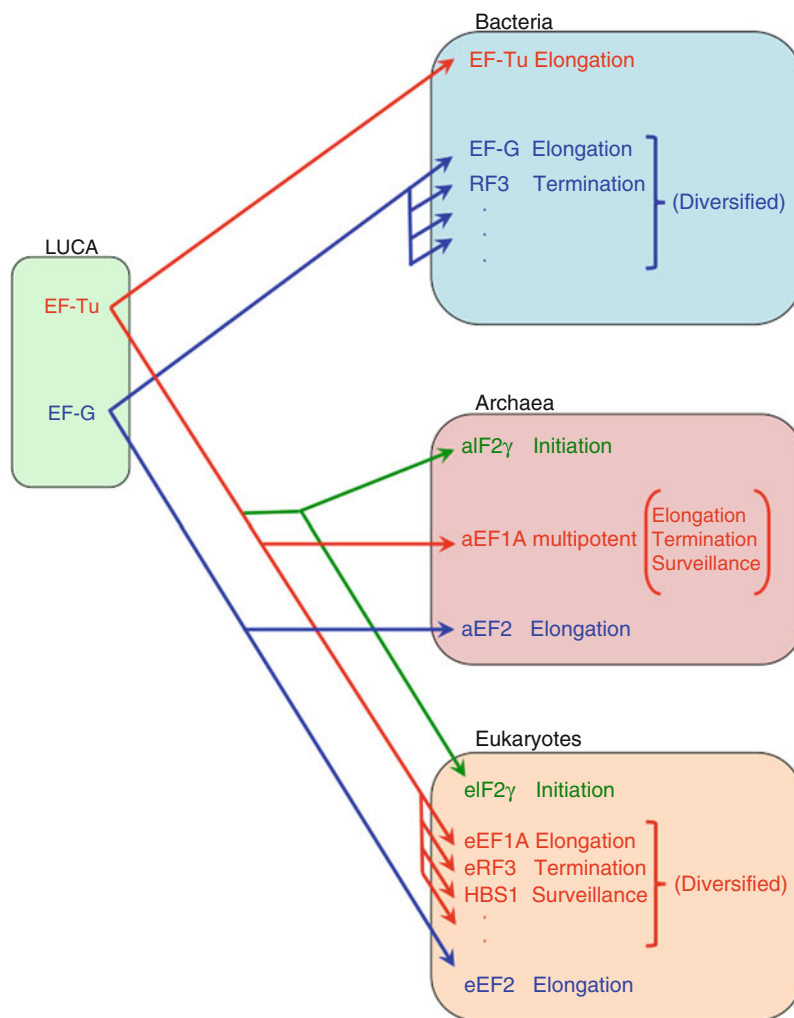 Bacteria
EF-Tu Elongation
EF-G Elongation
RF3 Termination
.
.
.
(Diversified)
LUCA
EF-Tu
EF-G
Archaea
aIF2γ Initiation
aEF1A multipotent
Elongation
Termination
Surveillance
aEF2 Elongation
Eukaryotes
eIF2γ Initiation
eEF1A Elongation
eRF3 Termination
HBS1 Surveillance
.
.
(Diversified)
eEF2 Elongation